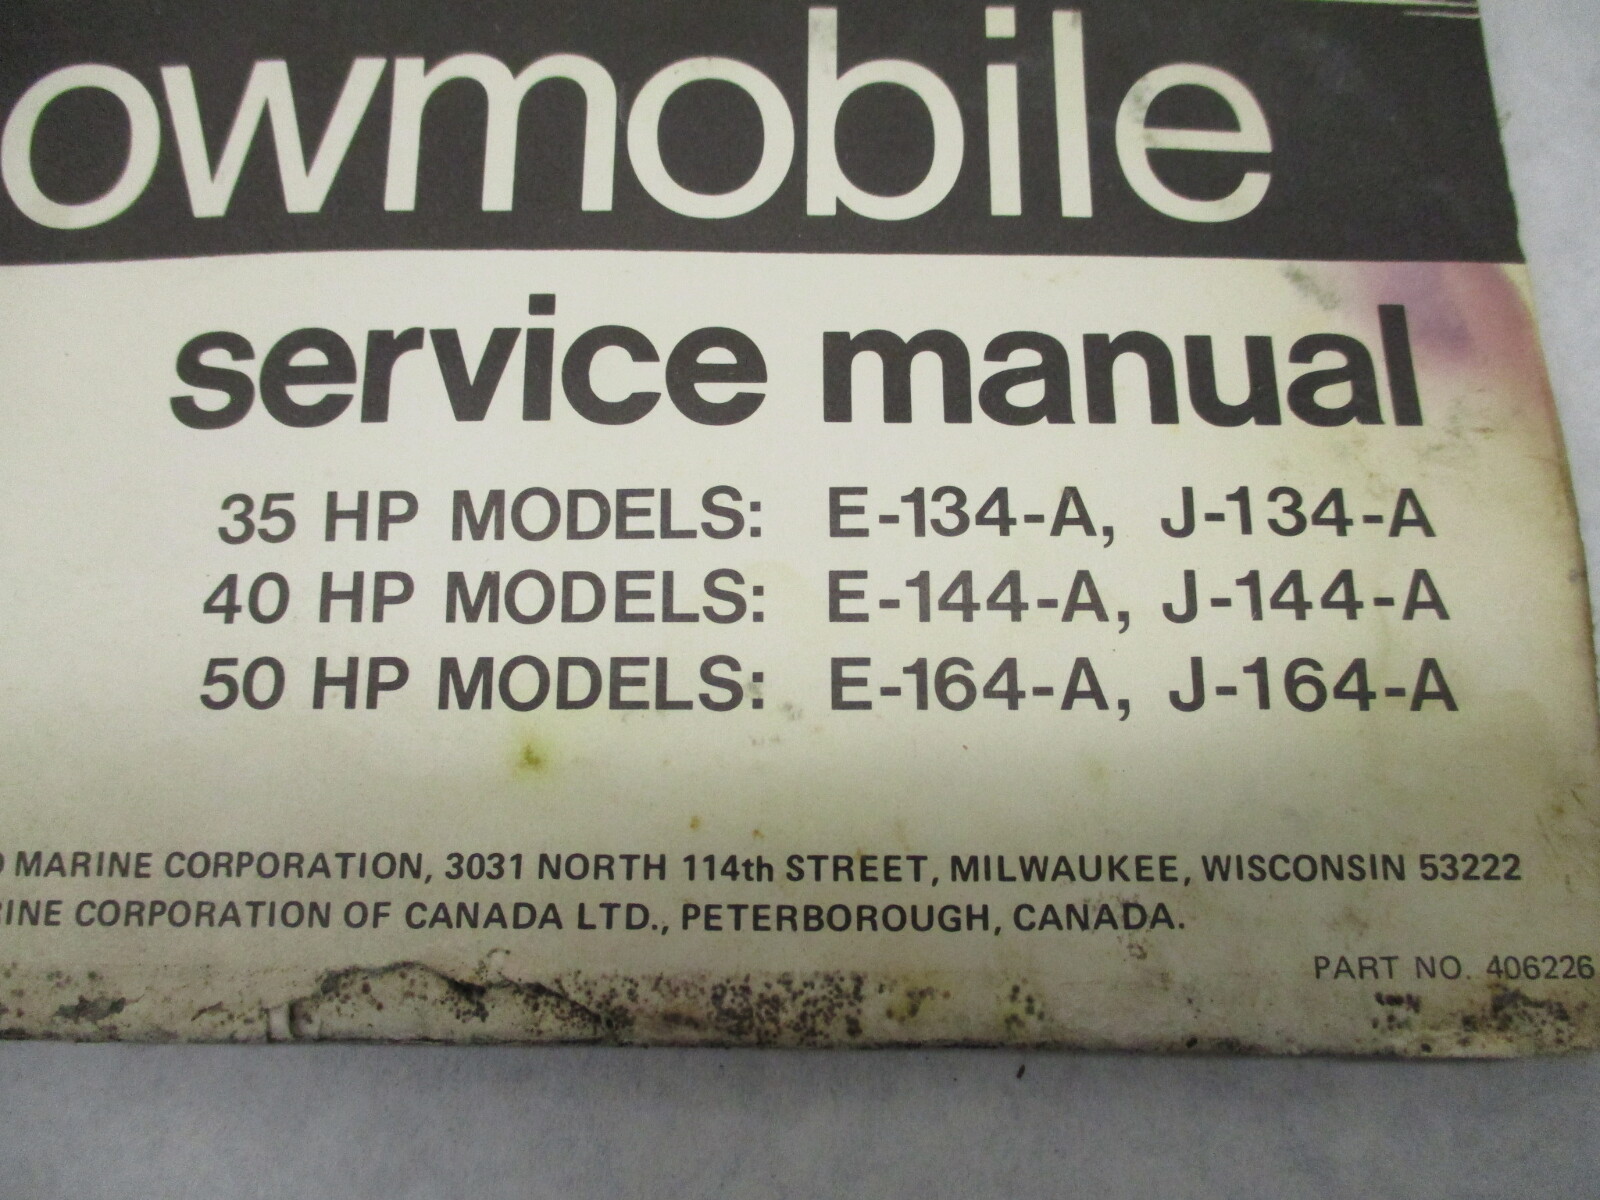 owmobile
service manual
35 HP MODELS: E-134-A, J-134-A
40 HP MODELS: E-144-A, J-144-A
50 HP MODELS: E-164-A, J-164-A
D MARINE CORPORATION, 3031 NORTH 114th STREET, MILWAUKEE, WISCONSIN 53222
RINE CORPORATION OF CANADA LTD., PETERBOROUGH, CANADA.
PART NO. 406226